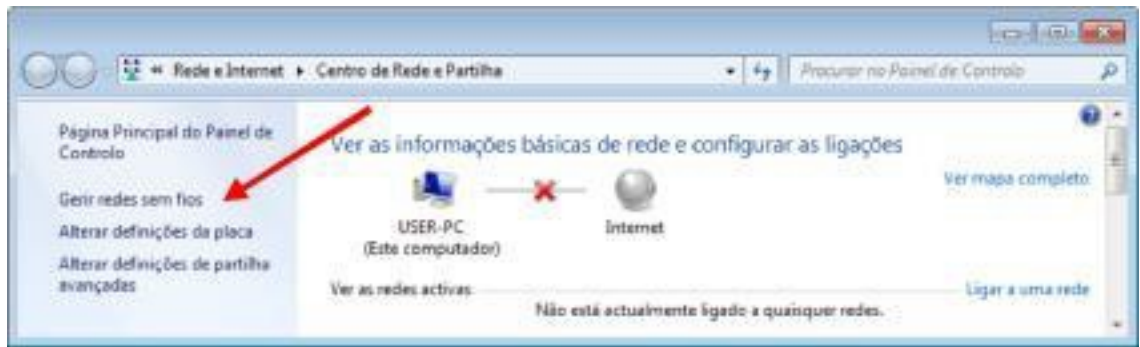 « Rede e Internet ▸ Centro de Rede e Partilha
Procurar no Painel de Controlo
Página Principal do Painel de
Controlo
Gerir redes sem fios
Alterar definições da placa
Alterar definições de partilha
avançadas
Ver as informações básicas de rede e configurar as ligações
Ver mapa completo
USER-PC
(Este computador)
Internet
Ver as redes activas
Ligar a uma rede
Não está actualmente ligado a quaisquer redes.